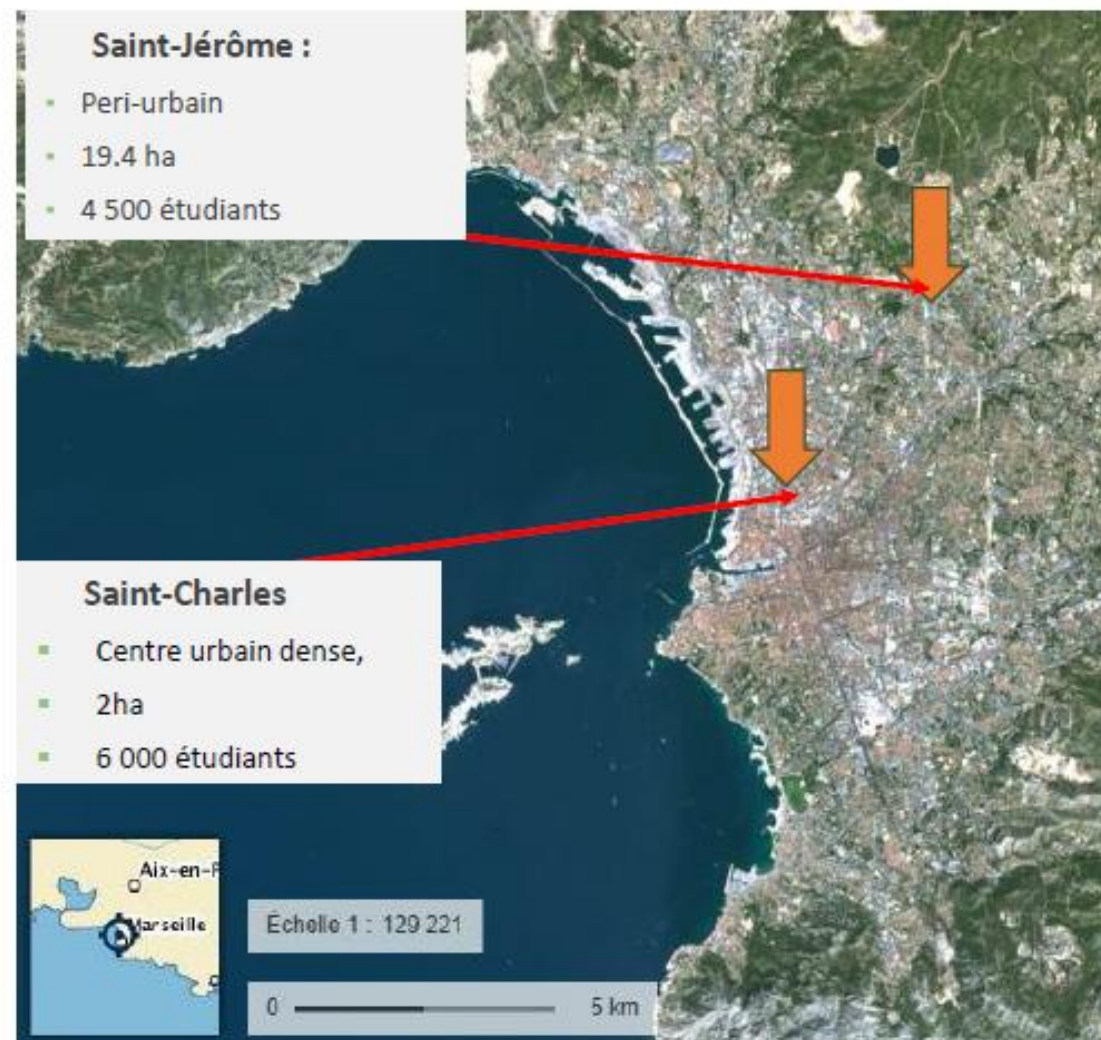 Saint-Jérôme :
▪ Peri-urbain
▪ 19.4 ha
▪ 4 500 étudiants
Saint-Charles
▪ Centre urbain dense,
▪ 2ha
▪ 6 000 étudiants
Aix-en-P
Marseille
Échelle 1 : 129 221
0 5 km